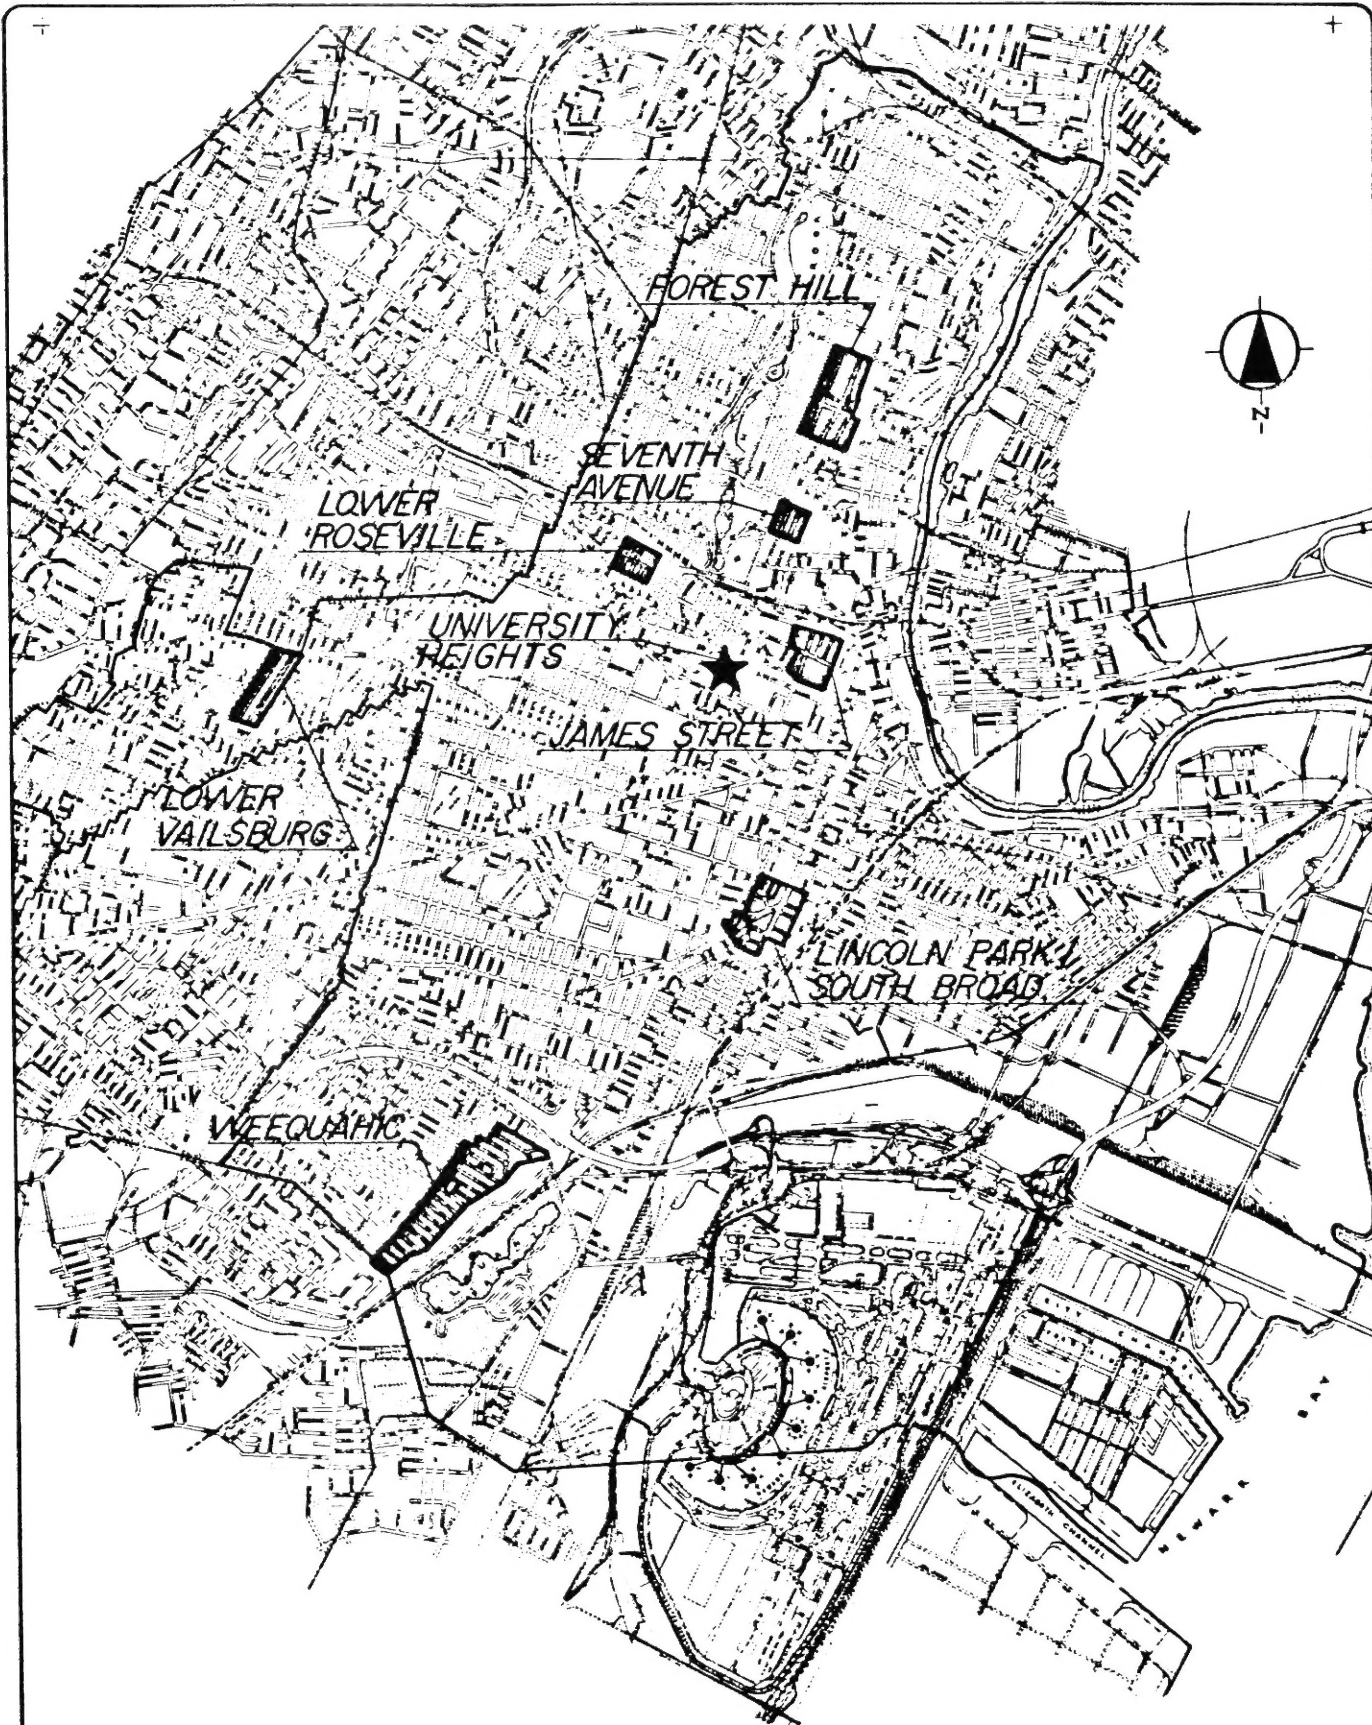 FOREST HILL
-N-
SEVENTH
AVENUE
LOWER
ROSEVILLE
UNIVERSITY
HEIGHTS
JAMES STREET
LOWER
VAILSBURG
LINCOLN PARK/
SOUTH BROAD
WEEQUAHIC
NEWARK BAY
ELIZABETH CHANNEL